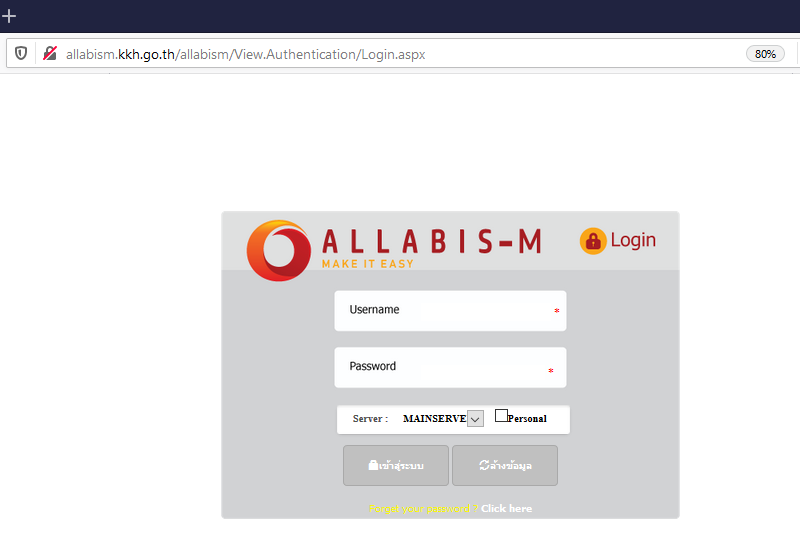 allabism.kkh.go.th/allabism/View.Authentication/Login.aspx
80%
ALLABIS-M
MAKE IT EASY
Login
Username *
Password *
Server : MAINSERVE Personal
เข้าสู่ระบบ ล้างข้อมูล
Forget your password ? Click here